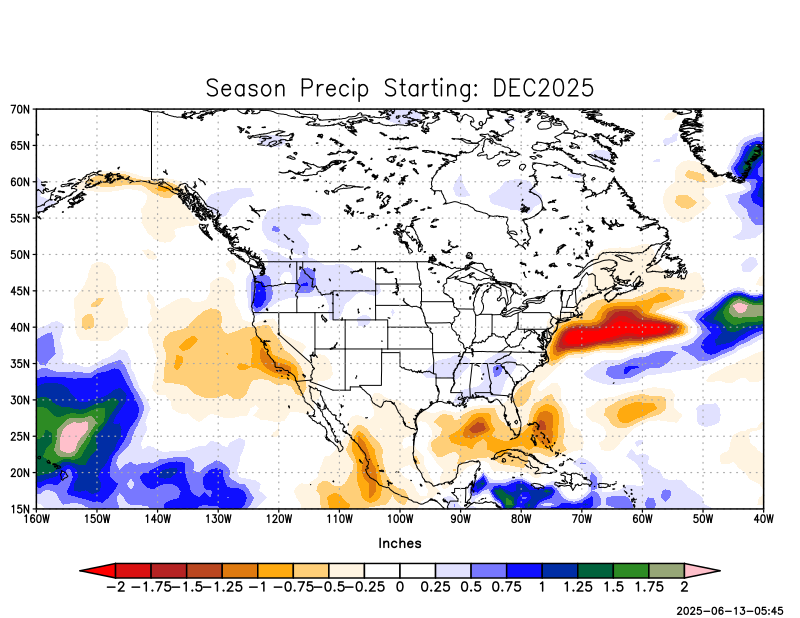 Season Precip Starting: DEC2025
70N
65N
60N
55N
50N
45N
40N
35N
30N
25N
20N
15N
160W 150W 140W 130W 120W 110W 100W 90W 80W 70W 60W 50W 40W
Inches
−2 −1.75−1.5−1.25 −1 −0.75−0.5−0.25 0 0.25 0.5 0.75 1 1.25 1.5 1.75 2
2025-06-13-05:45